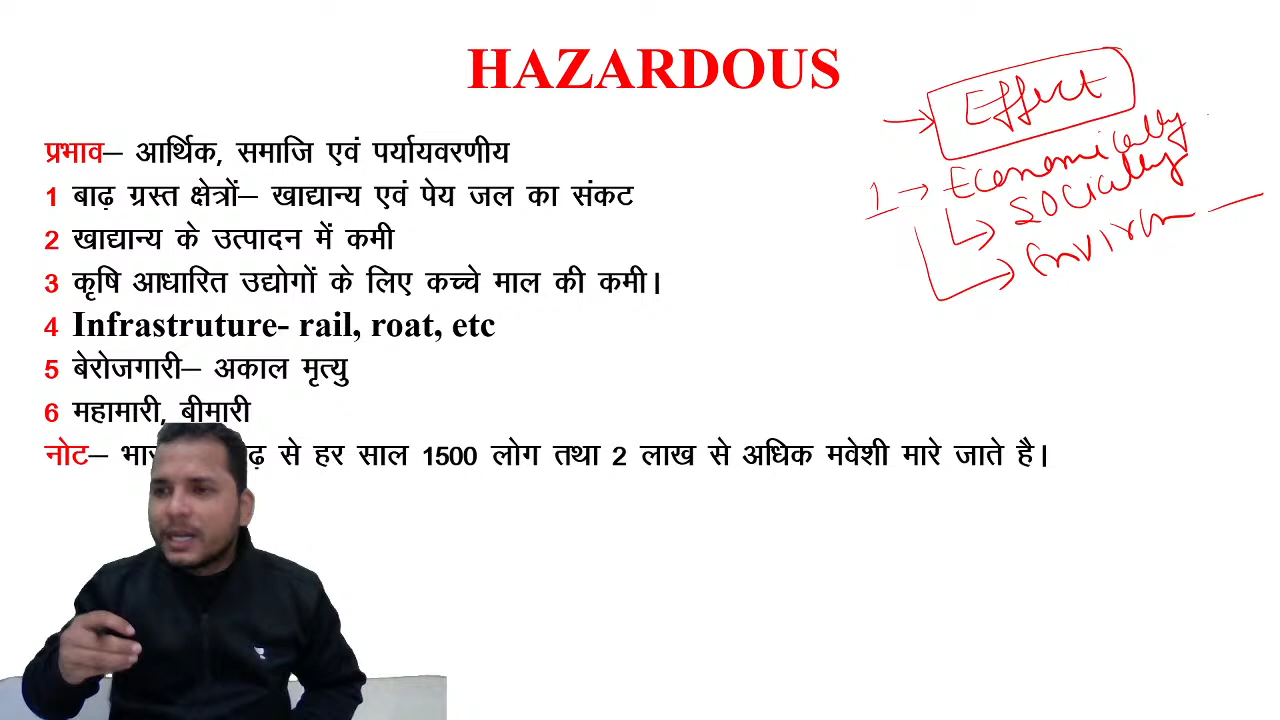 HAZARDOUS
प्रभाव– आर्थिक, समाजि एवं पर्यायवरणीय
1 बाढ़ ग्रस्त क्षेत्रों– खाद्यान्य एवं पेय जल का संकट
2 खाद्यान्य के उत्पादन में कमी
3 कृषि आधारित उद्योगों के लिए कच्चे माल की कमी।
4 Infrastruture- rail, roat, etc
5 बेरोजगारी– अकाल मृत्यु
6 महामारी, बीमारी
नोट– से हर साल 1500 लोग तथा 2 लाख से अधिक मवेशी मारे जाते है।
→ Effect
1 → Economically
→ Socially
→ Environ